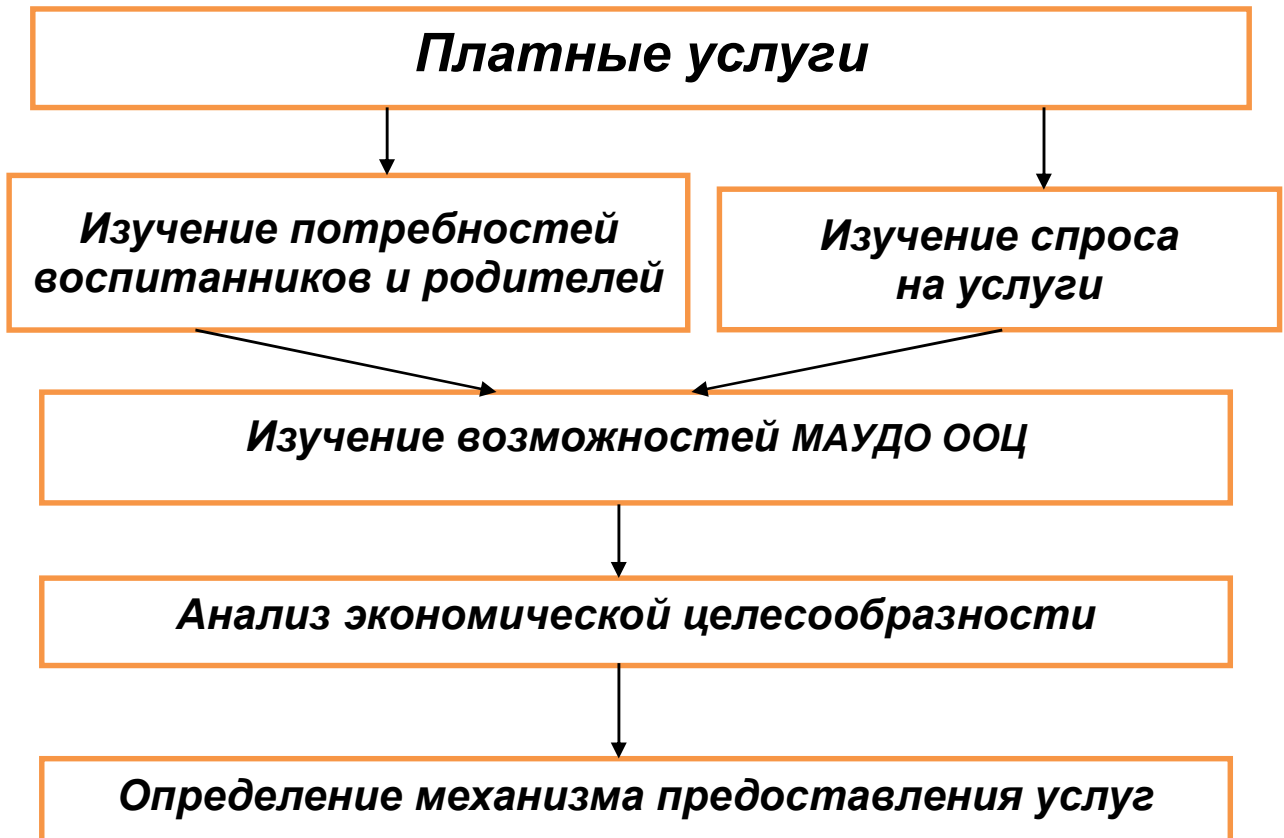 Платные услуги
Изучение потребностей
воспитанников и родителей
Изучение спроса
на услуги
Изучение возможностей МАУДО ООЦ
Анализ экономической целесообразности
Определение механизма предоставления услуг